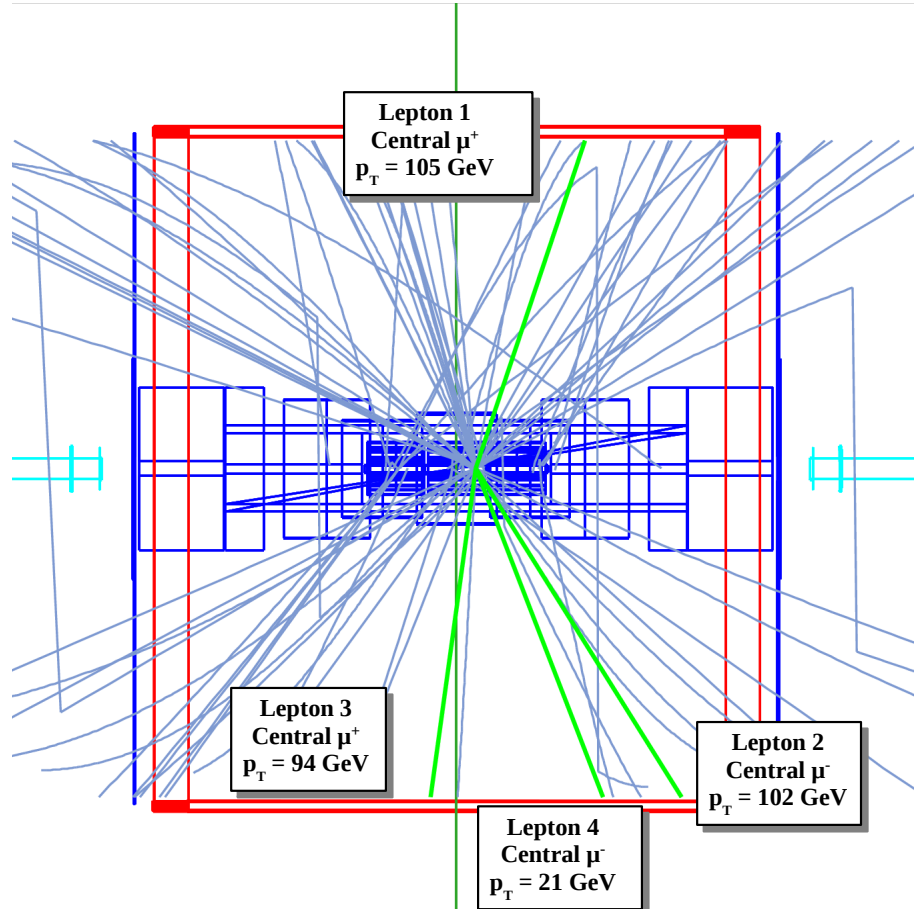 Lepton 1
Central μ⁺
p_T = 105 GeV
Lepton 3
Central μ⁺
p_T = 94 GeV
Lepton 2
Central μ⁻
p_T = 102 GeV
Lepton 4
Central μ⁻
p_T = 21 GeV